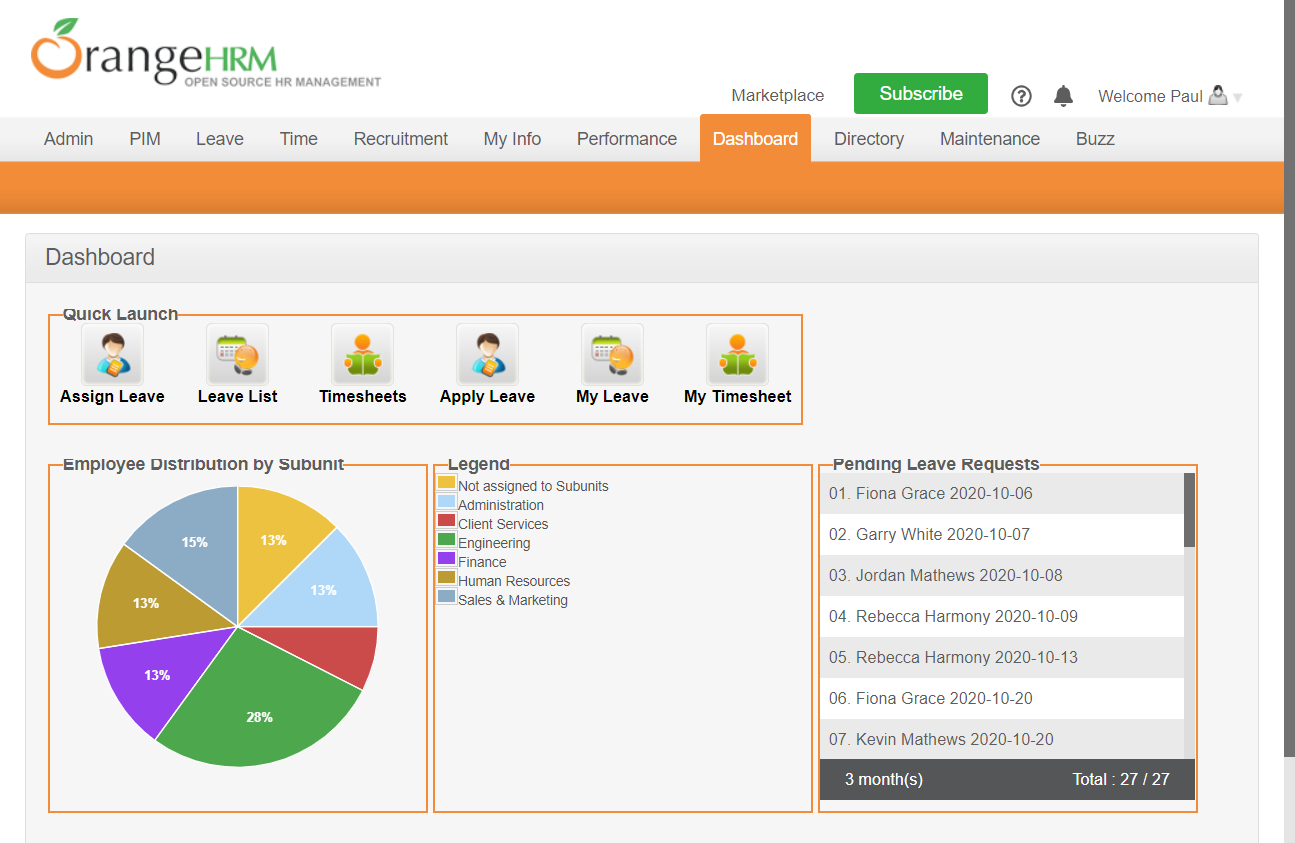 OrangeHRM
OPEN SOURCE HR MANAGEMENT
Marketplace Subscribe ? Welcome Paul
Admin PIM Leave Time Recruitment My Info Performance Dashboard Directory Maintenance Buzz
Dashboard
Quick Launch
Assign Leave Leave List Timesheets Apply Leave My Leave My Timesheet
Employee Distribution by Subunit
13%
13%
28%
13%
13%
15%
Legend
Not assigned to Subunits
Administration
Client Services
Engineering
Finance
Human Resources
Sales & Marketing
Pending Leave Requests
01. Fiona Grace 2020-10-06
02. Garry White 2020-10-07
03. Jordan Mathews 2020-10-08
04. Rebecca Harmony 2020-10-09
05. Rebecca Harmony 2020-10-13
06. Fiona Grace 2020-10-20
07. Kevin Mathews 2020-10-20
3 month(s) Total : 27 / 27